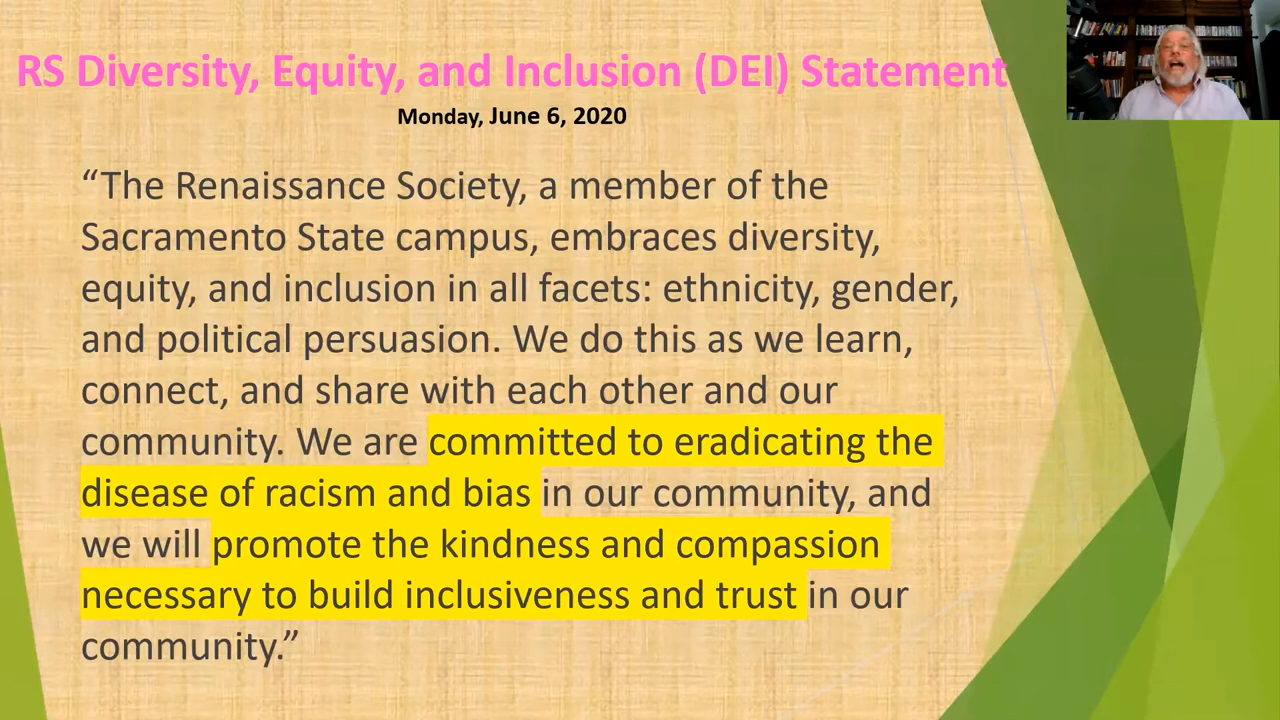 RS Diversity, Equity, and Inclusion (DEI) Statement
Monday, June 6, 2020
“The Renaissance Society, a member of the
Sacramento State campus, embraces diversity,
equity, and inclusion in all facets: ethnicity, gender,
and political persuasion. We do this as we learn,
connect, and share with each other and our
community. We are committed to eradicating the
disease of racism and bias in our community, and
we will promote the kindness and compassion
necessary to build inclusiveness and trust in our
community.”